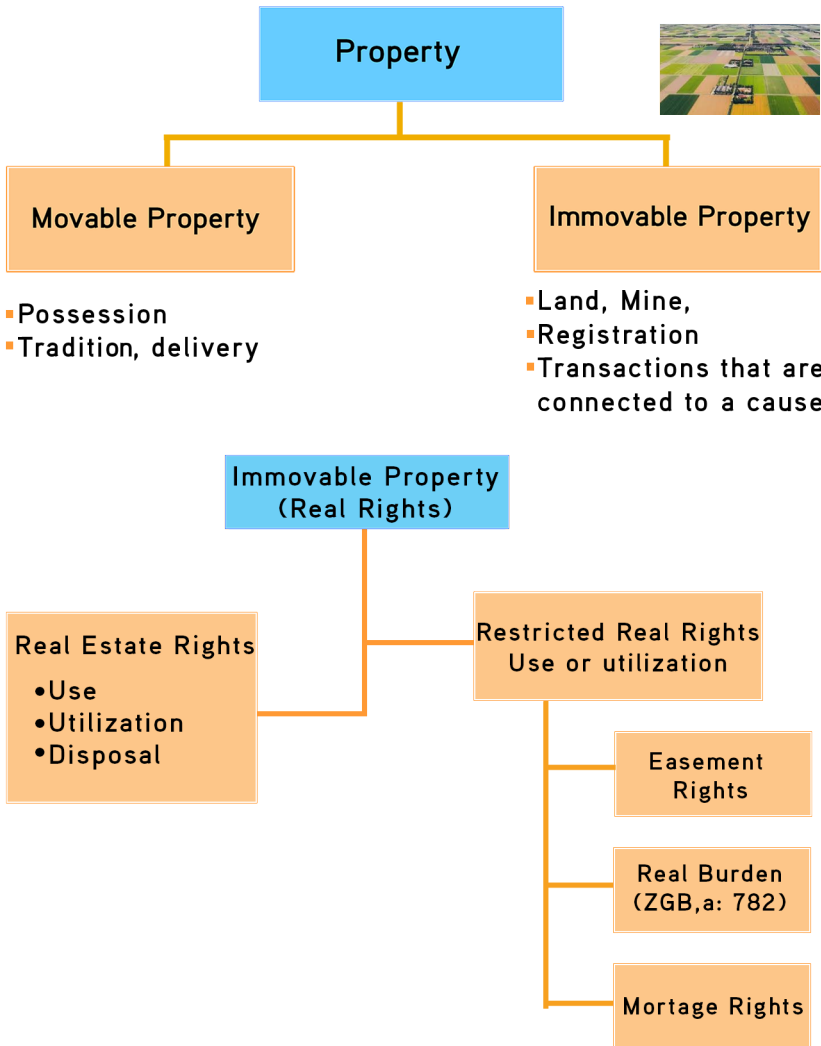 Property
Movable Property
Immovable Property
▪Possession
▪Tradition, delivery
▪Land, Mine,
▪Registration
▪Transactions that are
connected to a cause
Immovable Property
(Real Rights)
Real Estate Rights
•Use
•Utilization
•Disposal
Restricted Real Rights
Use or utilization
Easement
Rights
Real Burden
(ZGB,a: 782)
Mortage Rights